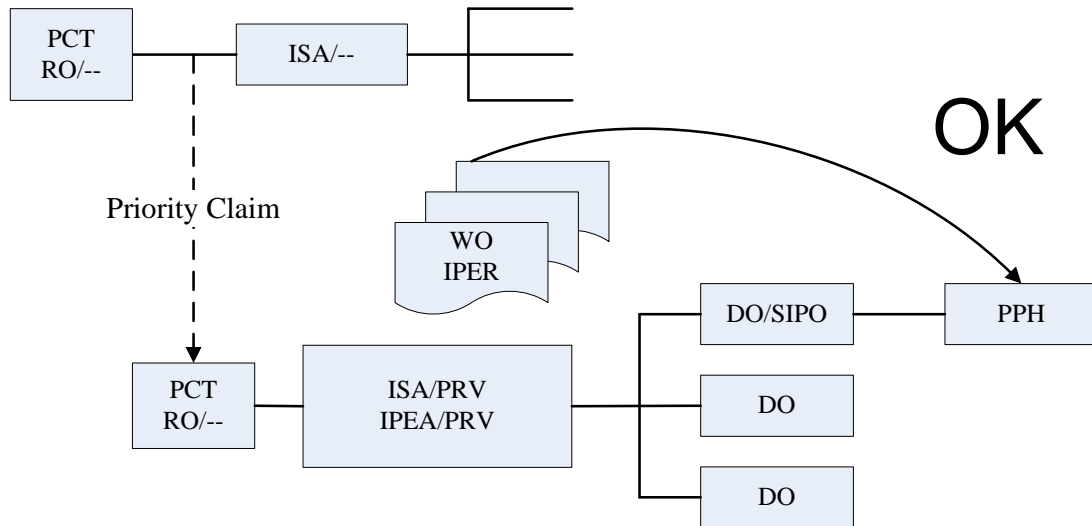 PCT
RO/--
ISA/--
OK
Priority Claim
WO
IPER
DO/SIPO
PPH
PCT
RO/--
ISA/PRV
IPEA/PRV
DO
DO